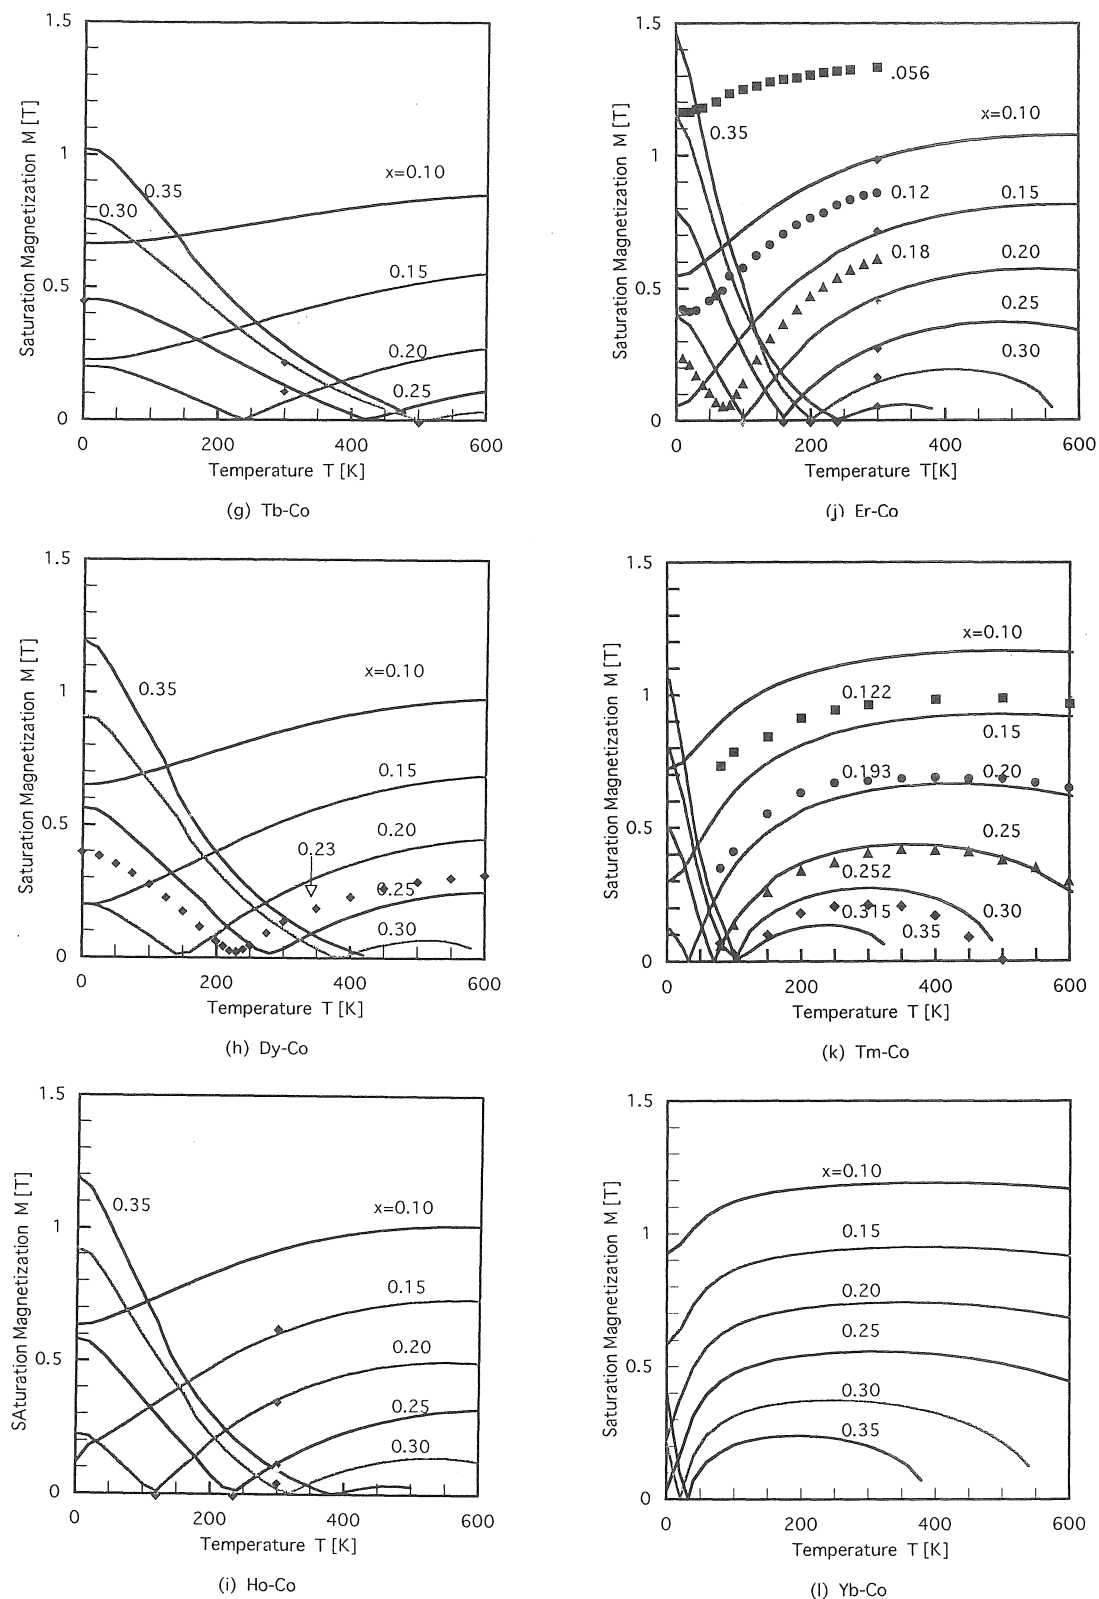 1.5
1
0.5
0
Saturation Magnetization M [T]
x=0.10
0.35
0.30
0.15
0.20
0.25
0 200 400 600
Temperature T [K]
(g) Tb-Co
1.5
1
0.5
0
Saturation Magnetization M [T]
.056
x=0.10
0.35
0.12
0.15
0.18
0.20
0.25
0.30
0 200 400 600
Temperature T[K]
(j) Er-Co
1.5
1
0.5
0
Saturation Magnetization M [T]
0.35
x=0.10
0.15
0.20
0.23
0.25
0.30
0 200 400 600
Temperature T [K]
(h) Dy-Co
1.5
1
0.5
0
Saturation Magnetization M [T]
x=0.10
0.122
0.15
0.193
0.20
0.25
0.252
0.315
0.30
0.35
0 200 400 600
Temperature T [K]
(k) Tm-Co
1.5
1
0.5
0
SAturation Magnetization M [T]
0.35
x=0.10
0.15
0.20
0.25
0.30
0 200 400 600
Temperature T [K]
(i) Ho-Co
1.5
1
0.5
0
Saturation Magnetization M [T]
x=0.10
0.15
0.20
0.25
0.30
0.35
0 200 400 600
Temperature T [K]
(l) Yb-Co